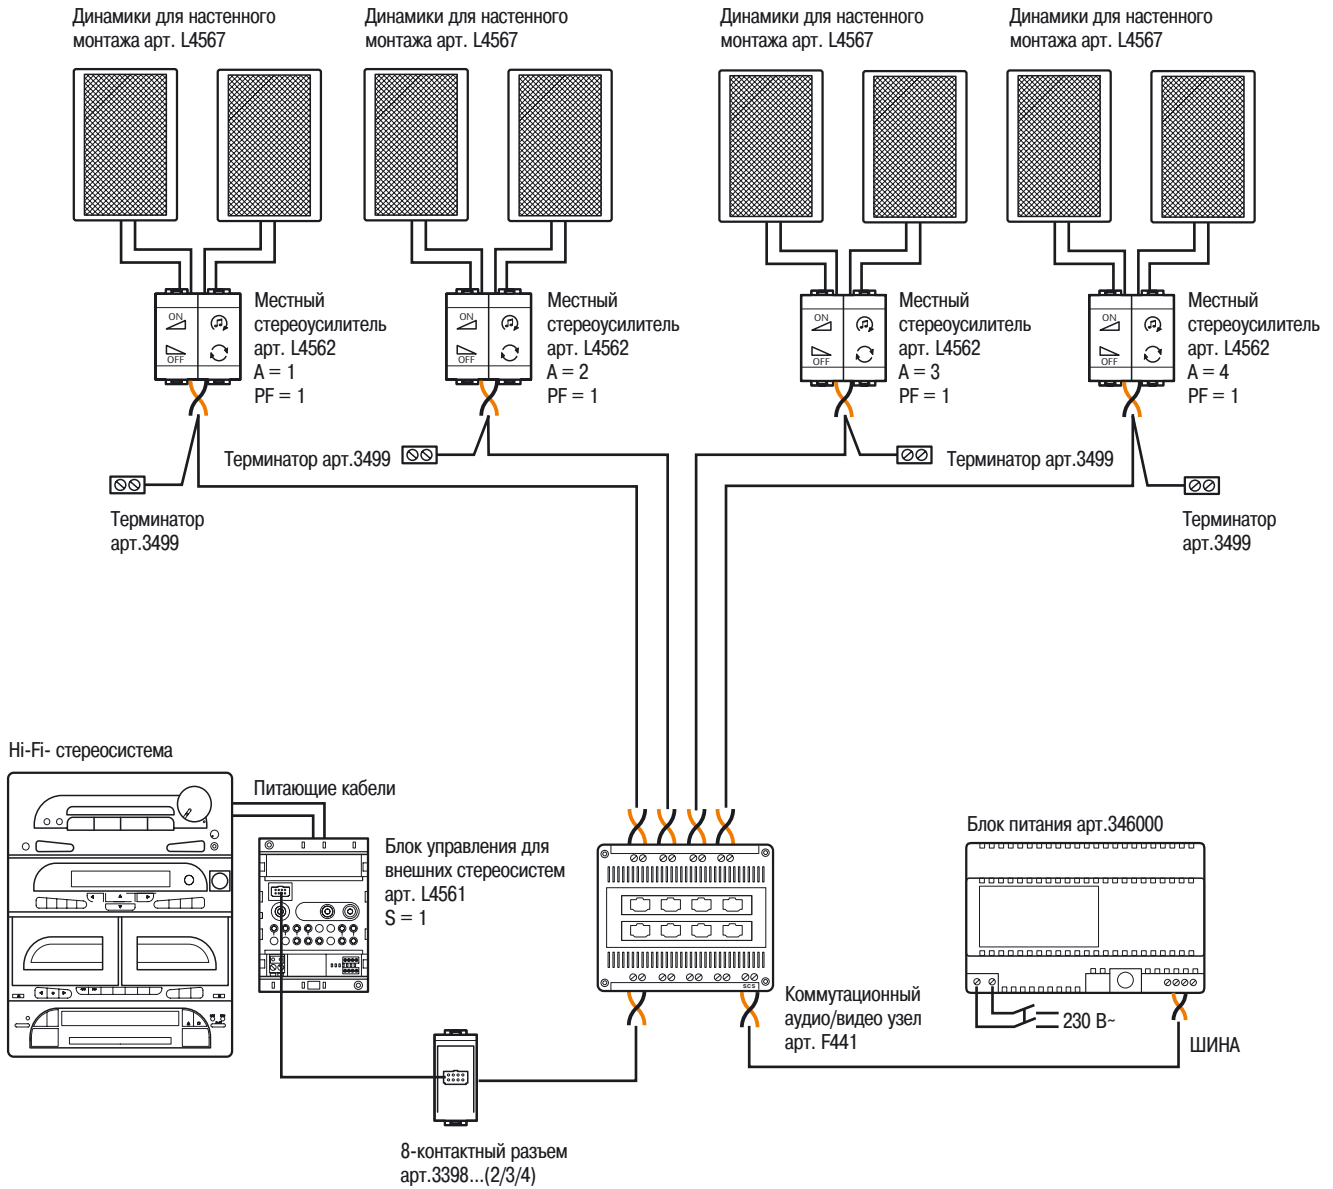 Динамики для настенного
монтажа арт. L4567
Динамики для настенного
монтажа арт. L4567
Динамики для настенного
монтажа арт. L4567
Динамики для настенного
монтажа арт. L4567
ON
OFF
Местный
стереоусилитель
арт. L4562
A = 1
PF = 1
ON
OFF
Местный
стереоусилитель
арт. L4562
A = 2
PF = 1
ON
OFF
Местный
стереоусилитель
арт. L4562
A = 3
PF = 1
ON
OFF
Местный
стереоусилитель
арт. L4562
A = 4
PF = 1
Терминатор
арт.3499
Терминатор арт.3499
Терминатор арт.3499
Терминатор
арт.3499
Hi-Fi- стереосистема
Питающие кабели
Блок управления для
внешних стереосистем
арт. L4561
S = 1
SCS
Коммутационный
аудио/видео узел
арт. F441
Блок питания арт.346000
230 В~
ШИНА
8-контактный разъем
арт.3398...(2/3/4)